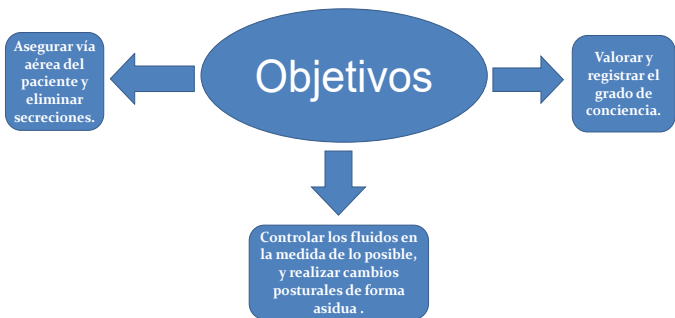 Objetivos
Asegurar vía
aérea del
paciente y
eliminar
secreciones.
Valorar y
registrar el
grado de
conciencia.
Controlar los fluidos en
la medida de lo posible,
y realizar cambios
posturales de forma
asidua .